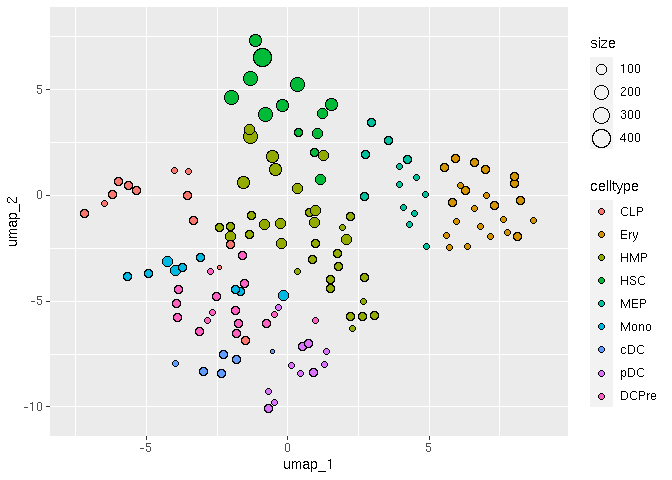 5
0
-5
-10
umap_2
-5
0
5
umap_1
size
100
200
300
400
celltype
CLP
Ery
HMP
HSC
MEP
Mono
cDC
pDC
DCPre